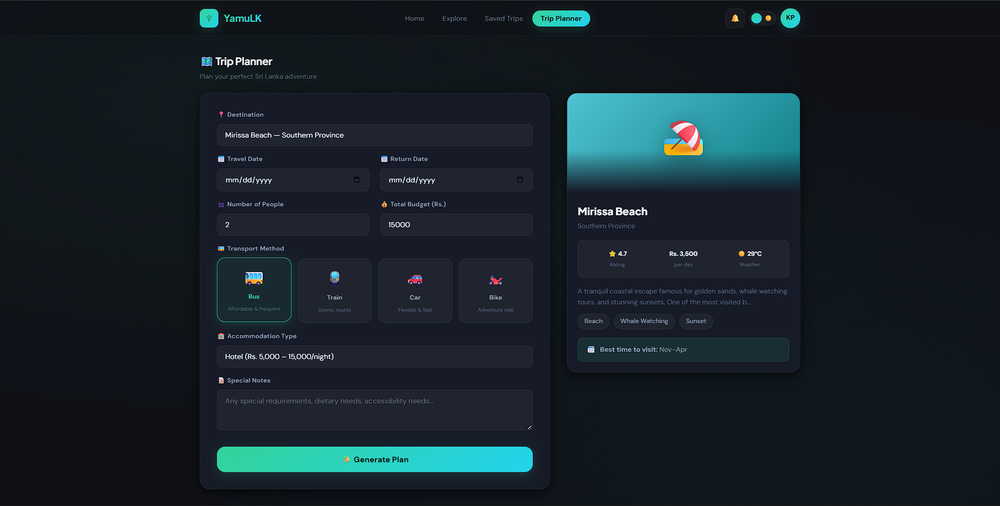 YamuLK
Home
Explore
Saved Trips
Trip Planner
KP
Trip Planner
Plan your perfect Sri Lanka adventure
Destination
Mirissa Beach — Southern Province
Travel Date
Return Date
mm/dd/yyyy
mm/dd/yyyy
Number of People
Total Budget (Rs.)
2
15000
Transport Method
Bus
Affordable & frequent
Train
Scenic routes
Car
Flexible & fast
Bike
Adventure ride
Accommodation Type
Hotel (Rs. 5,000 – 15,000/night)
Special Notes
Any special requirements, dietary needs, accessibility needs...
Generate Plan
Mirissa Beach
Southern Province
4.7
Rating
Rs. 3,500
per day
29°C
Weather
A tranquil coastal escape famous for golden sands, whale watching
tours, and stunning sunsets. One of the most visited b...
Beach
Whale Watching
Sunset
Best time to visit: Nov–Apr